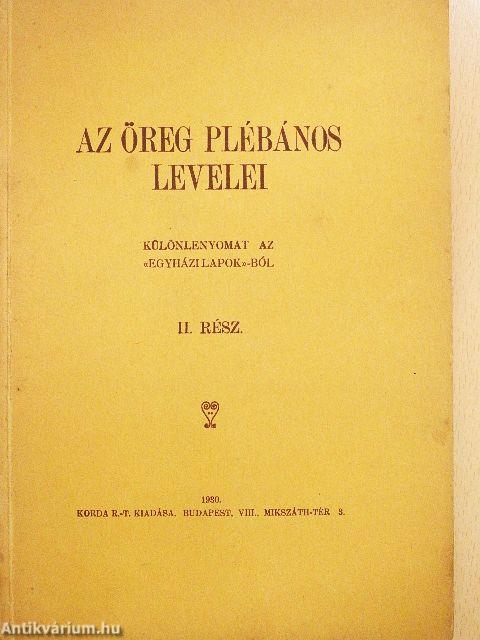 AZ ÖREG PLÉBÁNOS
LEVELEI
KÜLÖNLENYOMAT AZ
«EGYHÁZI LAPOK»-BÓL
II. RÉSZ.
1930.
KORDA R.-T. KIADÁSA, BUDAPEST, VIII., MIKSZÁTH-TÉR 3.
Antikvárium.hu